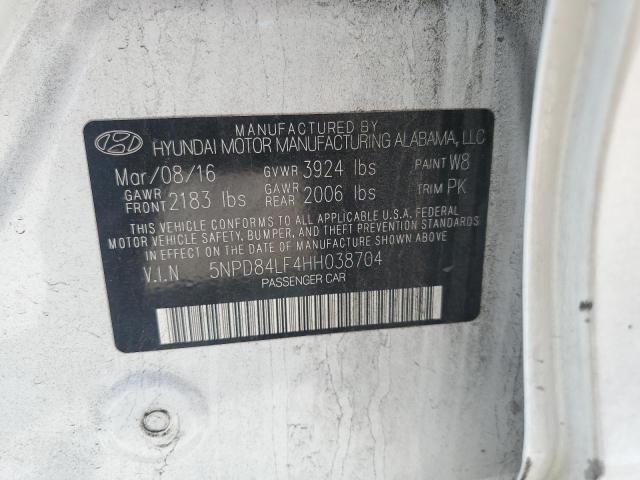 MANUFACTURED BY
HYUNDAI MOTOR MANUFACTURING ALABAMA, LLC
Mar/08/16 GVWR 3924 lbs PAINT W8
GAWR FRONT 2183 lbs GAWR REAR 2006 lbs TRIM PK
THIS VEHICLE CONFORMS TO ALL APPLICABLE U.S.A. FEDERAL
MOTOR VEHICLE SAFETY, BUMPER, AND THEFT PREVENTION STANDARDS
IN EFFECT ON THE DATE OF MANUFACTURE SHOWN ABOVE.
V.I.N 5NPD84LF4HH038704
PASSENGER CAR